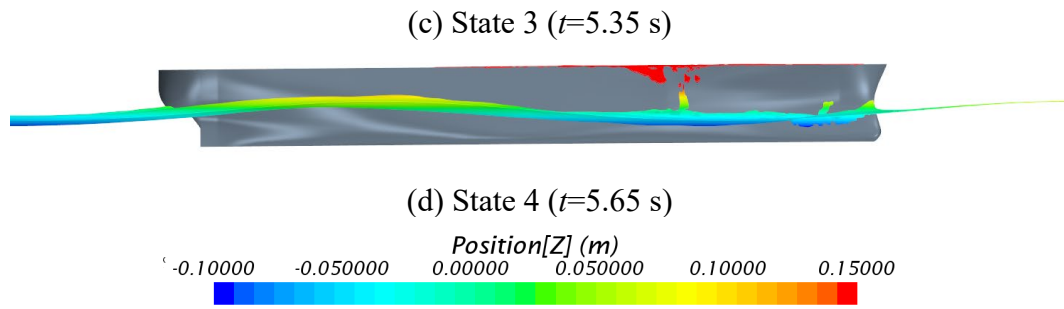 (c) State 3 (t=5.35 s)
(d) State 4 (t=5.65 s)
Position[Z] (m)
-0.10000 -0.050000 0.00000 0.050000 0.10000 0.15000